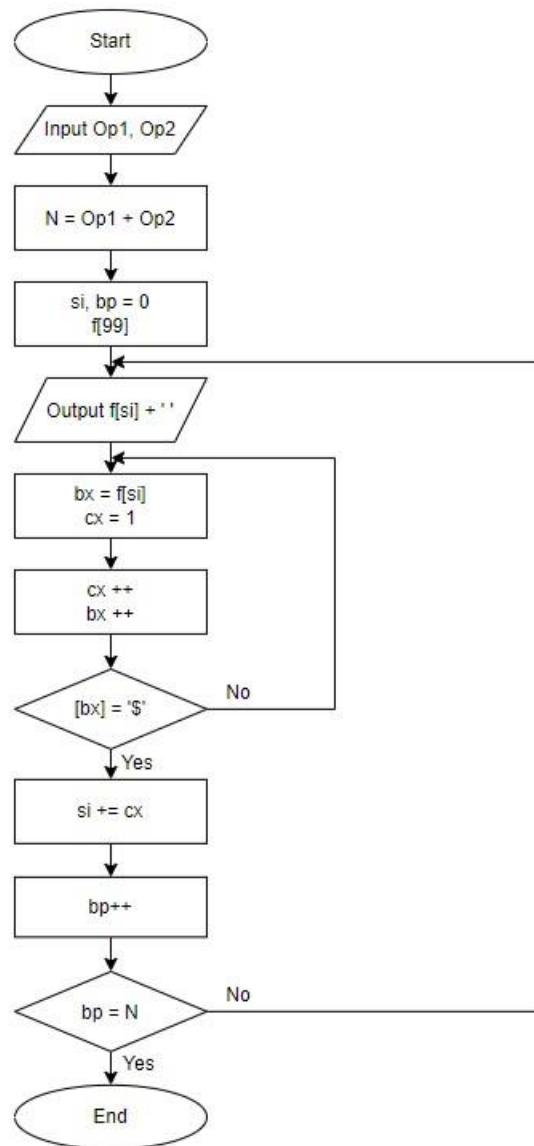 Start
Input Op1, Op2
N = Op1 + Op2
si, bp = 0
f[99]
Output f[si] + ' '
bx = f[si]
cx = 1
cx ++
bx ++
[bx] = '$'
No
Yes
si += cx
bp++
bp = N
No
Yes
End